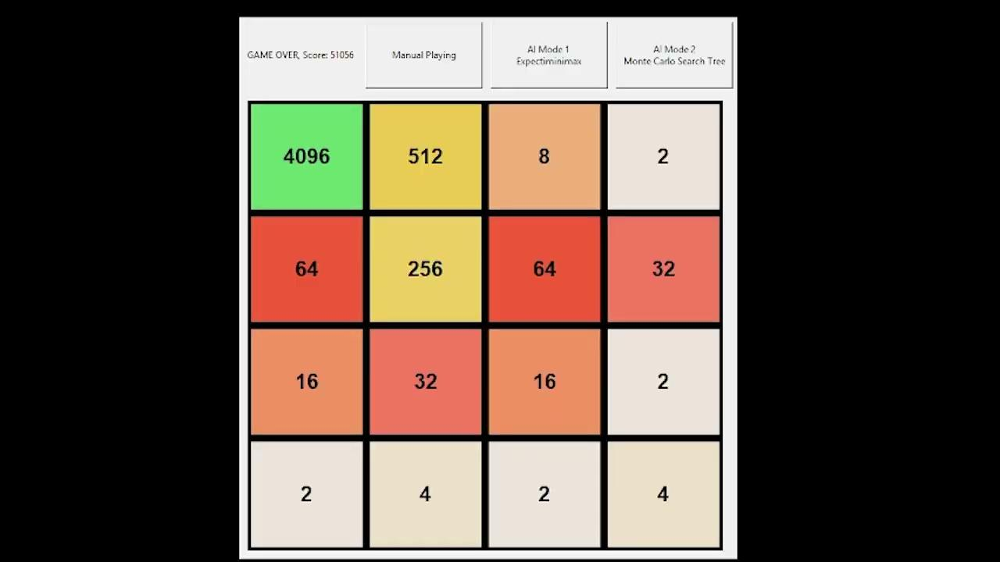 GAME OVER, Score: 51056
Manual Playing
AI Mode 1
Expectiminimax
AI Mode 2
Monte Carlo Search Tree
4096 512 8 2
64 256 64 32
16 32 16 2
2 4 2 4